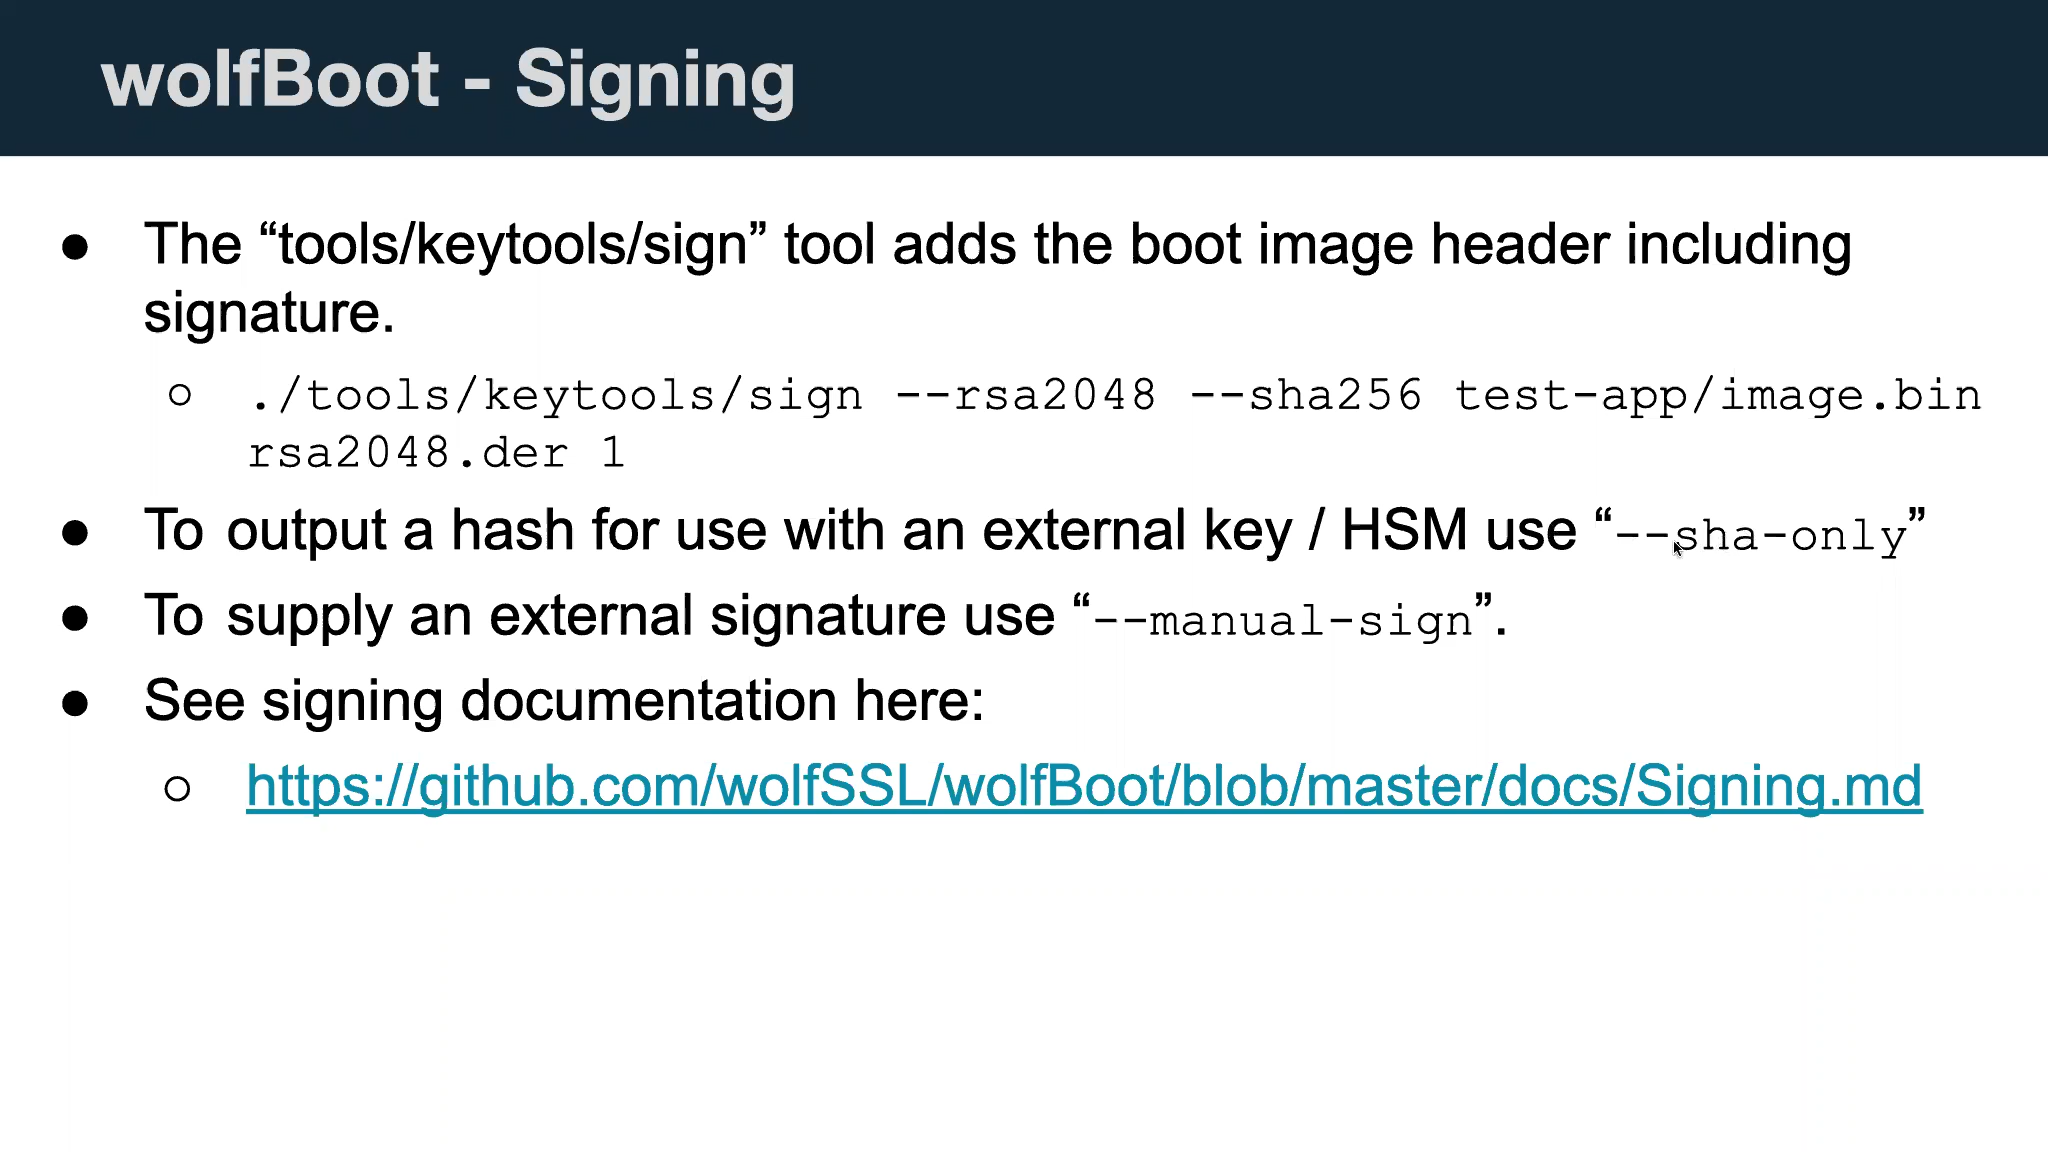 wolfBoot - Signing
● The “tools/keytools/sign” tool adds the boot image header including
signature.
○ ./tools/keytools/sign --rsa2048 --sha256 test-app/image.bin
rsa2048.der 1
● To output a hash for use with an external key / HSM use “--sha-only”
● To supply an external signature use “--manual-sign”.
● See signing documentation here:
○ https://github.com/wolfSSL/wolfBoot/blob/master/docs/Signing.md